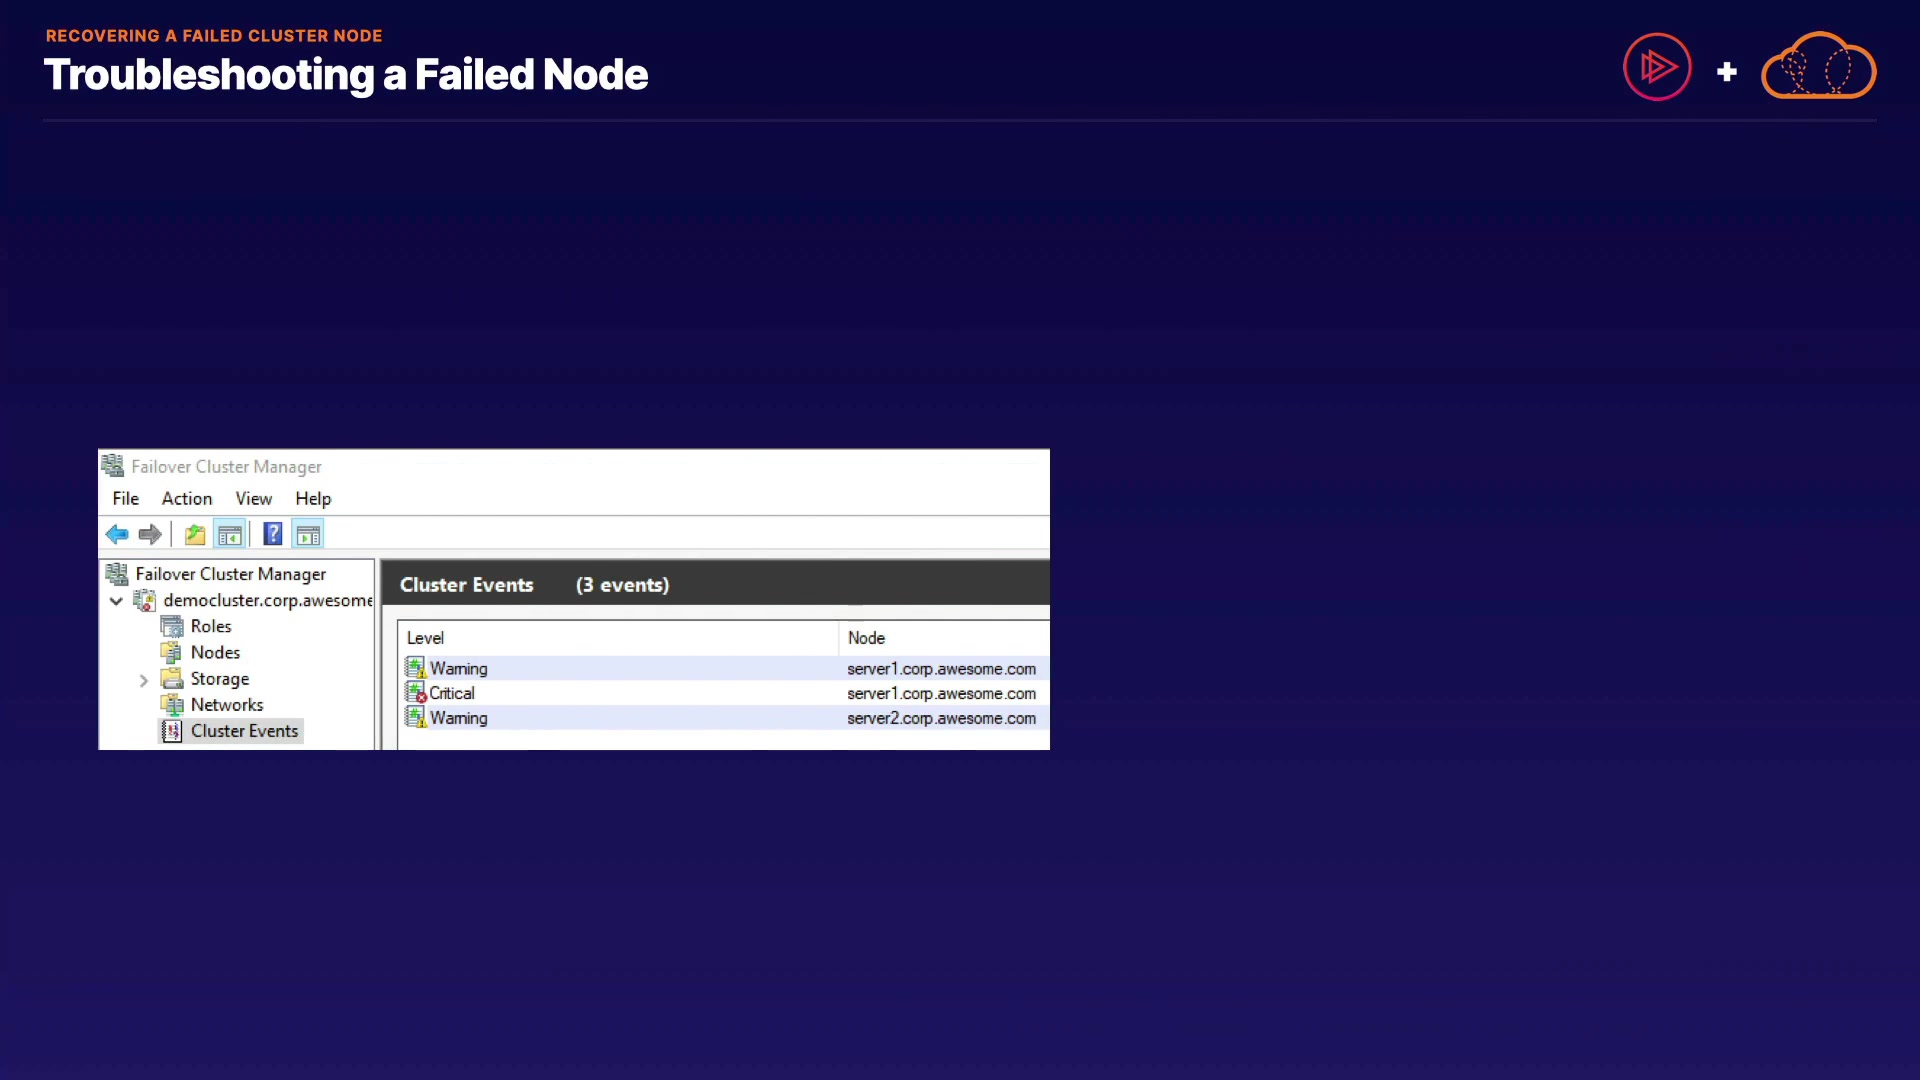 RECOVERING A FAILED CLUSTER NODE
Troubleshooting a Failed Node
+
Failover Cluster Manager
File Action View Help
Failover Cluster Manager
democluster.corp.awesome
Roles
Nodes
Storage
Networks
Cluster Events
Cluster Events (3 events)
Level Node
Warning server1.corp.awesome.com
Critical server1.corp.awesome.com
Warning server2.corp.awesome.com